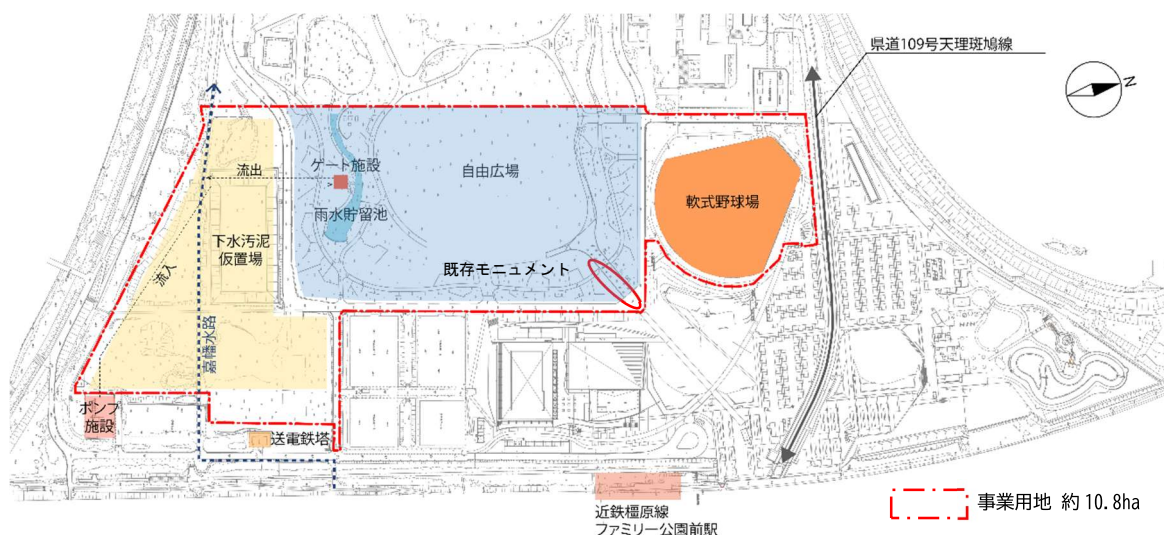 県道109号天理斑鳩線
N
ゲート施設
流出
自由広場
雨水貯留池
軟式野球場
下水汚泥
仮置場
既存モニュメント
流入
嘉幡水路
ポンプ
施設
送電鉄塔
近鉄橿原線
ファミリー公園前駅
事業用地 約10.8ha